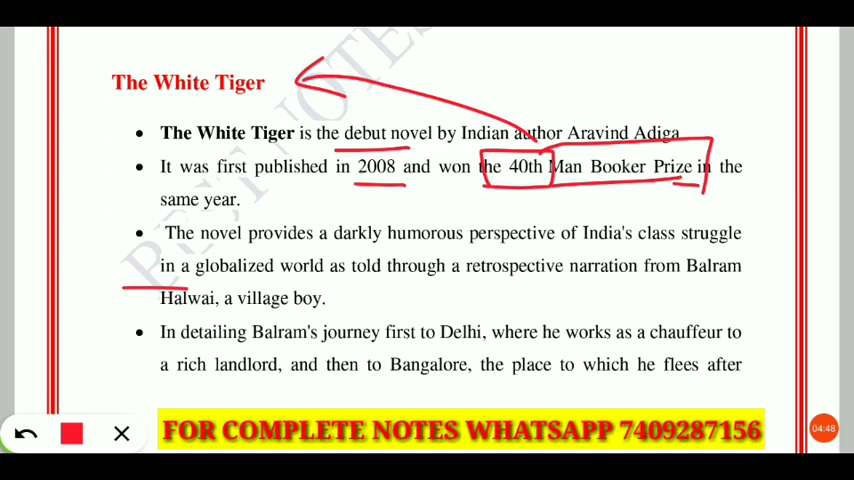 The White Tiger
• The White Tiger is the debut novel by Indian author Aravind Adiga
• It was first published in 2008 and won the 40th Man Booker Prize in the
same year.
• The novel provides a darkly humorous perspective of India's class struggle
in a globalized world as told through a retrospective narration from Balram
Halwai, a village boy.
• In detailing Balram's journey first to Delhi, where he works as a chauffeur to
a rich landlord, and then to Bangalore, the place to which he flees after
BEST NOTES
FOR COMPLETE NOTES WHATSAPP 7409287156
04:48